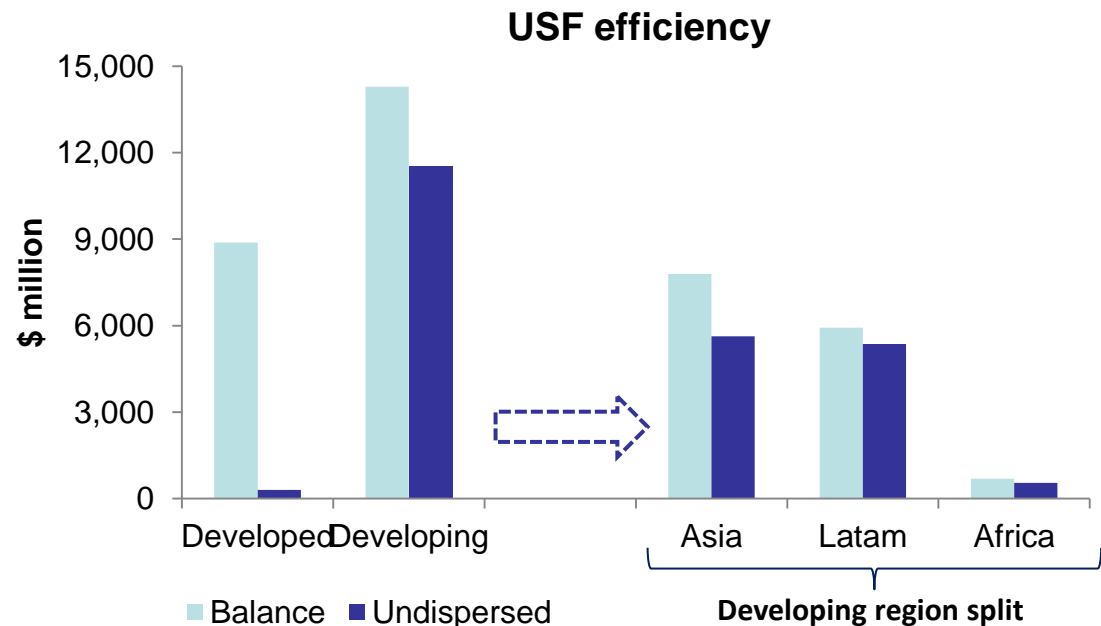 USF efficiency
15,000
12,000
9,000
6,000
3,000
0
$ million
Developed Developing Asia Latam Africa
Balance Undispersed
Developing region split